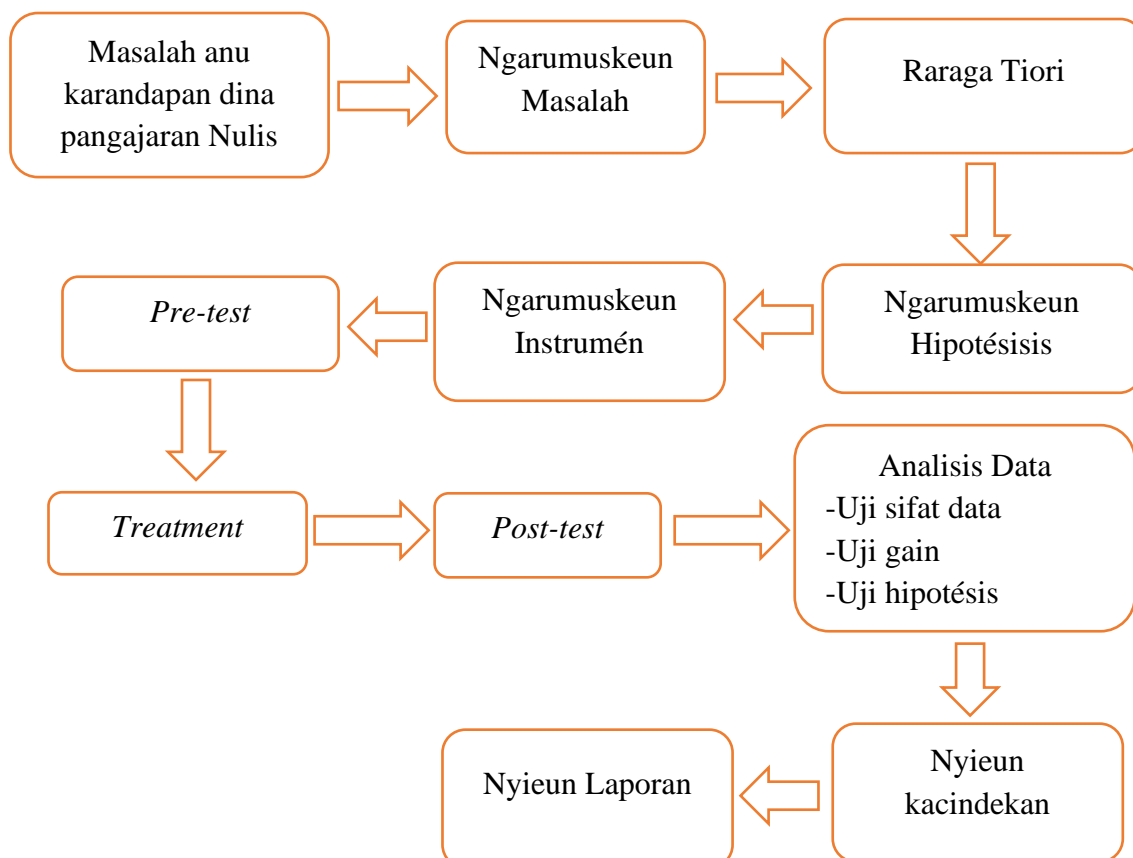 Masalah anu
karandapan dina
pangajaran Nulis
Ngarumuskeun
Masalah
Raraga Tiori
Ngarumuskeun
Hipotésisis
Ngarumuskeun
Instrumén
Pre-test
Treatment
Post-test
Analisis Data
-Uji sifat data
-Uji gain
-Uji hipotésis
Nyieun
kacindekan
Nyieun Laporan